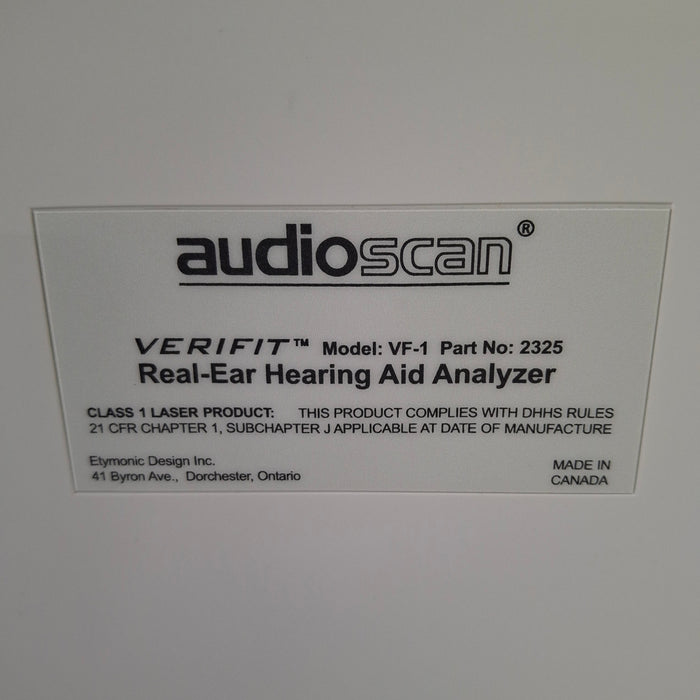 audioscan®
VERIFIT™ Model: VF-1 Part No: 2325
Real-Ear Hearing Aid Analyzer
CLASS 1 LASER PRODUCT: THIS PRODUCT COMPLIES WITH DHHS RULES
21 CFR CHAPTER 1, SUBCHAPTER J APPLICABLE AT DATE OF MANUFACTURE
Etymonic Design Inc.
41 Byron Ave., Dorchester, Ontario
MADE IN
CANADA